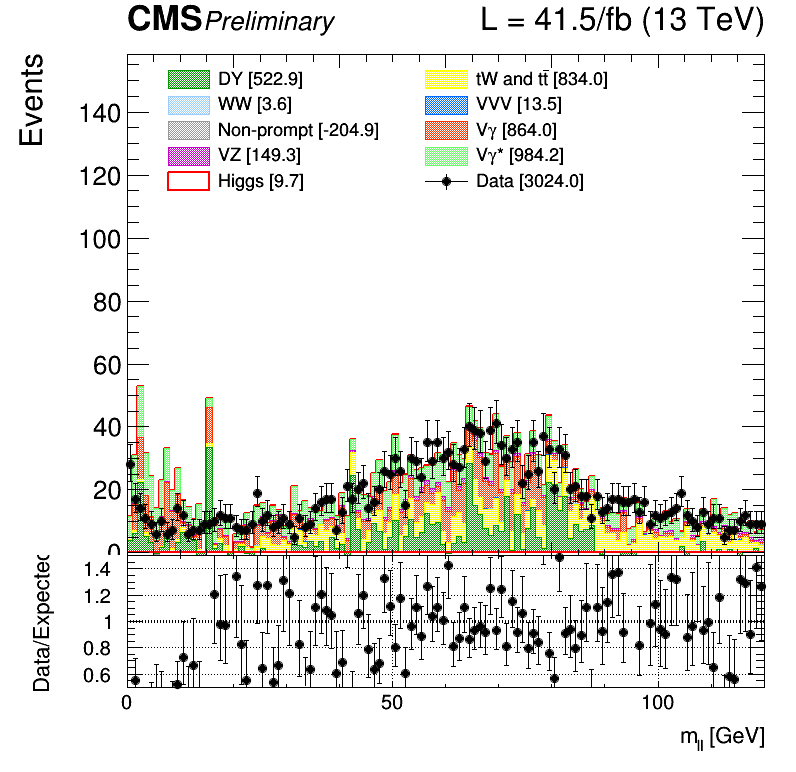 CMS Preliminary L = 41.5/fb (13 TeV)
Events
DY [522.9] tW and tt̄ [834.0]
WW [3.6] VVV [13.5]
Non-prompt [-204.9] Vγ [864.0]
VZ [149.3] Vγ* [984.2]
Higgs [9.7] Data [3024.0]
140
120
100
80
60
40
20
0
Data/Expected
1.4
1.2
1
0.8
0.6
0 50 100
m_ll [GeV]